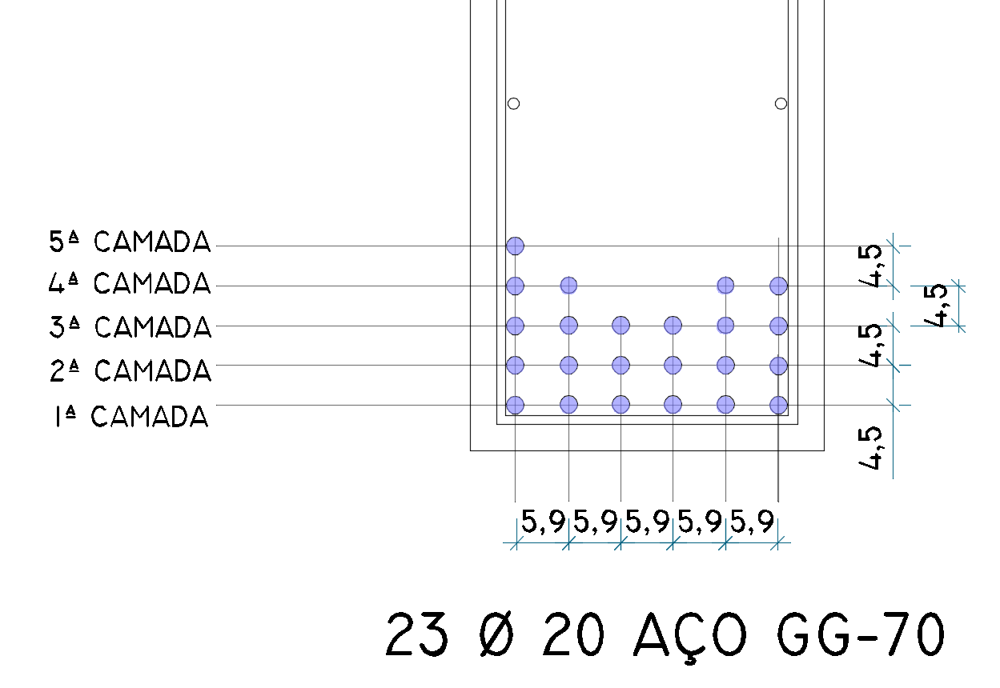 5ª CAMADA
4,5
4ª CAMADA
4,5
3ª CAMADA
4,5
2ª CAMADA
1ª CAMADA
4,5
5,9 5,9 5,9 5,9 5,9
23 Ø 20 AÇO GG-70